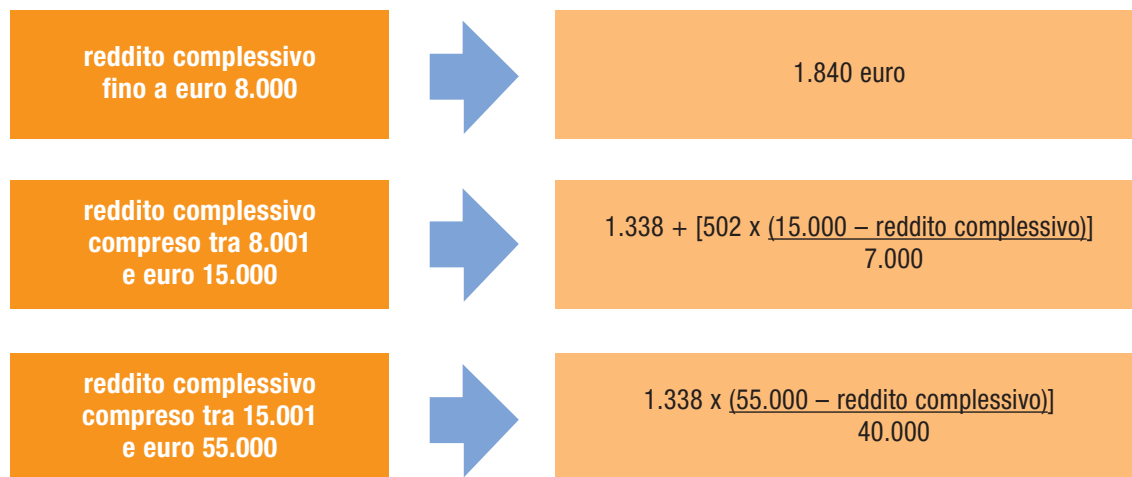 reddito complessivo
fino a euro 8.000
1.840 euro
reddito complessivo
compreso tra 8.001
e euro 15.000
1.338 + [502 x (15.000 – reddito complessivo)]
7.000
reddito complessivo
compreso tra 15.001
e euro 55.000
1.338 x (55.000 – reddito complessivo)]
40.000